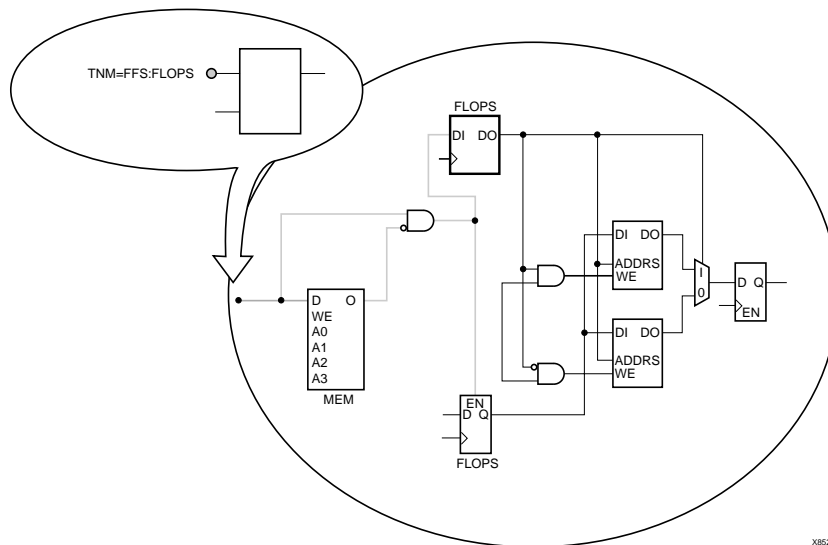 TNM=FFS:FLOPS
FLOPS
DI DO
DI DO
ADDRS
WE
I
0
D Q
EN
D O
WE
A0
A1
A2
A3
MEM
DI DO
ADDRS
WE
EN
D Q
FLOPS